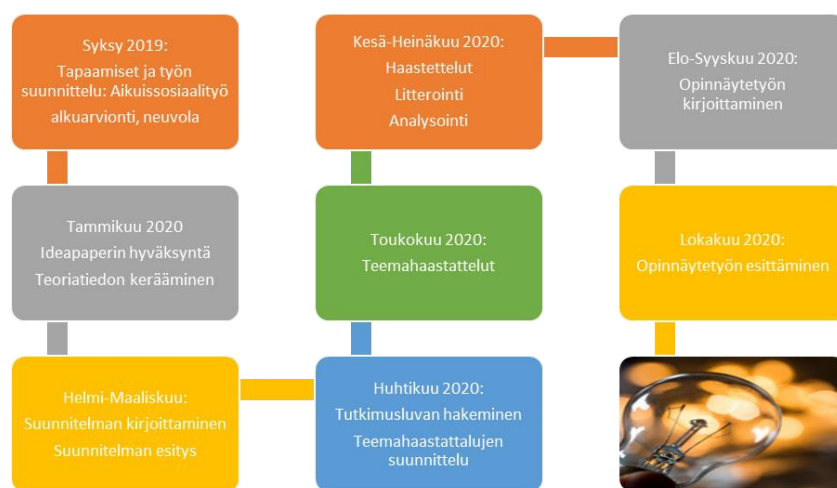 Syksy 2019:
Tapaamiset ja työn
suunnittelu: Aikuissosiaalityö
alkuarvionti, neuvola
Tammikuu 2020
Ideapaperin hyväksyntä
Teoriatiedon kerääminen
Helmi-Maaliskuu:
Suunnitelman kirjoittaminen
Suunnitelman esitys
Huhtikuu 2020:
Tutkimusluvan hakeminen
Teemahaastattalujen
suunnittelu
Toukokuu 2020:
Teemahaastattelut
Kesä-Heinäkuu 2020:
Haastettelut
Litterointi
Analysointi
Elo-Syyskuu 2020:
Opinnäytetyön
kirjoittaminen
Lokakuu 2020:
Opinnäytetyön esittäminen